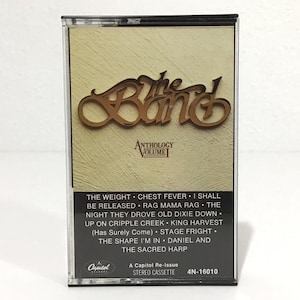 The
Band
ANTHOLOGY
VOLUME I
THE WEIGHT · CHEST FEVER · I SHALL
BE RELEASED · RAG MAMA RAG · THE
NIGHT THEY DROVE OLD DIXIE DOWN ·
UP ON CRIPPLE CREEK · KING HARVEST
(Has Surely Come) · STAGE FRIGHT ·
THE SHAPE I'M IN · DANIEL AND
THE SACRED HARP
Capitol
A Capitol Re-Issue
STEREO CASSETTE
4N-16010